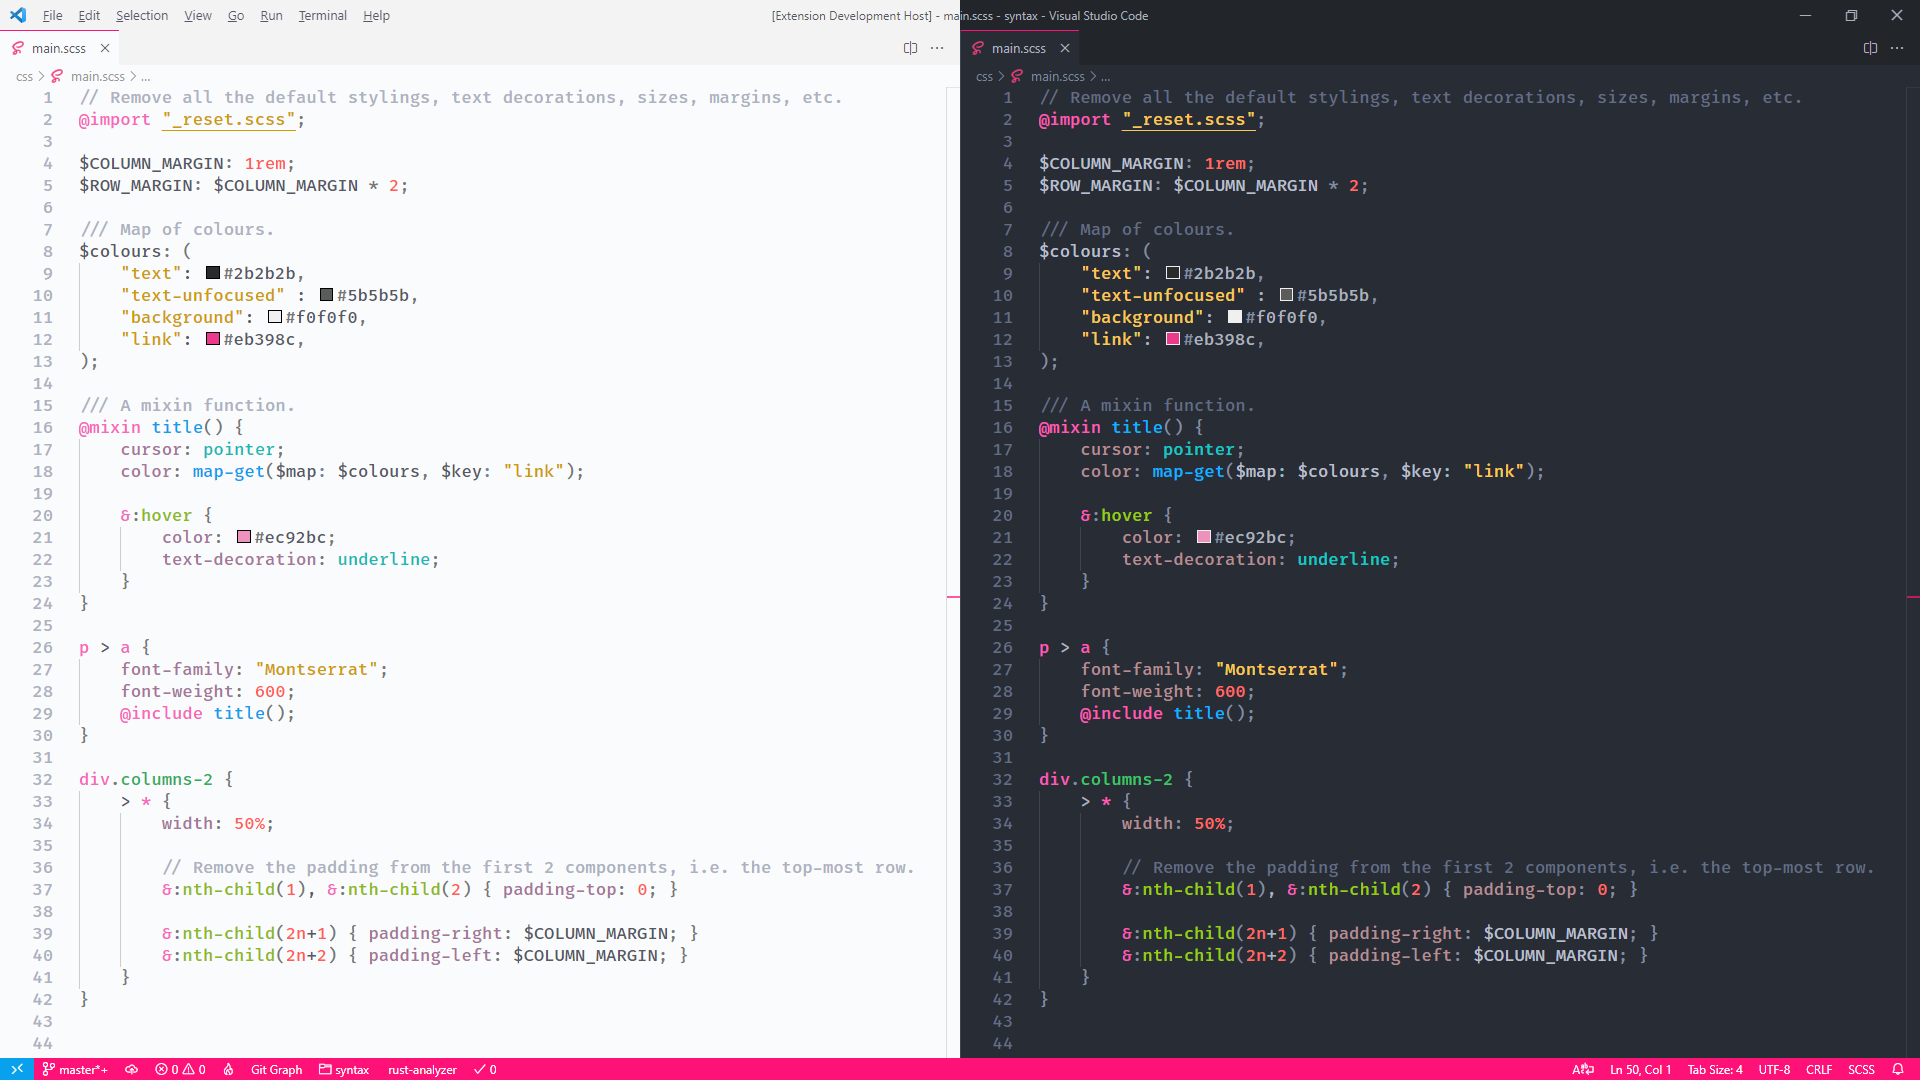 File Edit Selection View Go Run Terminal Help
[Extension Development Host] - main.scss - syntax - Visual Studio Code
main.scss
css > main.scss > ...
1 // Remove all the default stylings, text decorations, sizes, margins, etc.
2 @import "_reset.scss";
3
4 $COLUMN_MARGIN: 1rem;
5 $ROW_MARGIN: $COLUMN_MARGIN * 2;
6
7 /// Map of colours.
8 $colours: (
9 "text": #2b2b2b,
10 "text-unfocused" : #5b5b5b,
11 "background": #f0f0f0,
12 "link": #eb398c,
13 );
14
15 /// A mixin function.
16 @mixin title() {
17 cursor: pointer;
18 color: map-get($map: $colours, $key: "link");
19
20 &:hover {
21 color: #ec92bc;
22 text-decoration: underline;
23 }
24 }
25
26 p > a {
27 font-family: "Montserrat";
28 font-weight: 600;
29 @include title();
30 }
31
32 div.columns-2 {
33 > * {
34 width: 50%;
35
36 // Remove the padding from the first 2 components, i.e. the top-most row.
37 &:nth-child(1), &:nth-child(2) { padding-top: 0; }
38
39 &:nth-child(2n+1) { padding-right: $COLUMN_MARGIN; }
40 &:nth-child(2n+2) { padding-left: $COLUMN_MARGIN; }
41 }
42 }
43
44
main.scss
css > main.scss > ...
1 // Remove all the default stylings, text decorations, sizes, margins, etc.
2 @import "_reset.scss";
3
4 $COLUMN_MARGIN: 1rem;
5 $ROW_MARGIN: $COLUMN_MARGIN * 2;
6
7 /// Map of colours.
8 $colours: (
9 "text": #2b2b2b,
10 "text-unfocused" : #5b5b5b,
11 "background": #f0f0f0,
12 "link": #eb398c,
13 );
14
15 /// A mixin function.
16 @mixin title() {
17 cursor: pointer;
18 color: map-get($map: $colours, $key: "link");
19
20 &:hover {
21 color: #ec92bc;
22 text-decoration: underline;
23 }
24 }
25
26 p > a {
27 font-family: "Montserrat";
28 font-weight: 600;
29 @include title();
30 }
31
32 div.columns-2 {
33 > * {
34 width: 50%;
35
36 // Remove the padding from the first 2 components, i.e. the top-most row.
37 &:nth-child(1), &:nth-child(2) { padding-top: 0; }
38
39 &:nth-child(2n+1) { padding-right: $COLUMN_MARGIN; }
40 &:nth-child(2n+2) { padding-left: $COLUMN_MARGIN; }
41 }
42 }
43
44
master*+ 0 0 Git Graph syntax rust-analyzer 0 Ln 50, Col 1 Tab Size: 4 UTF-8 CRLF SCSS